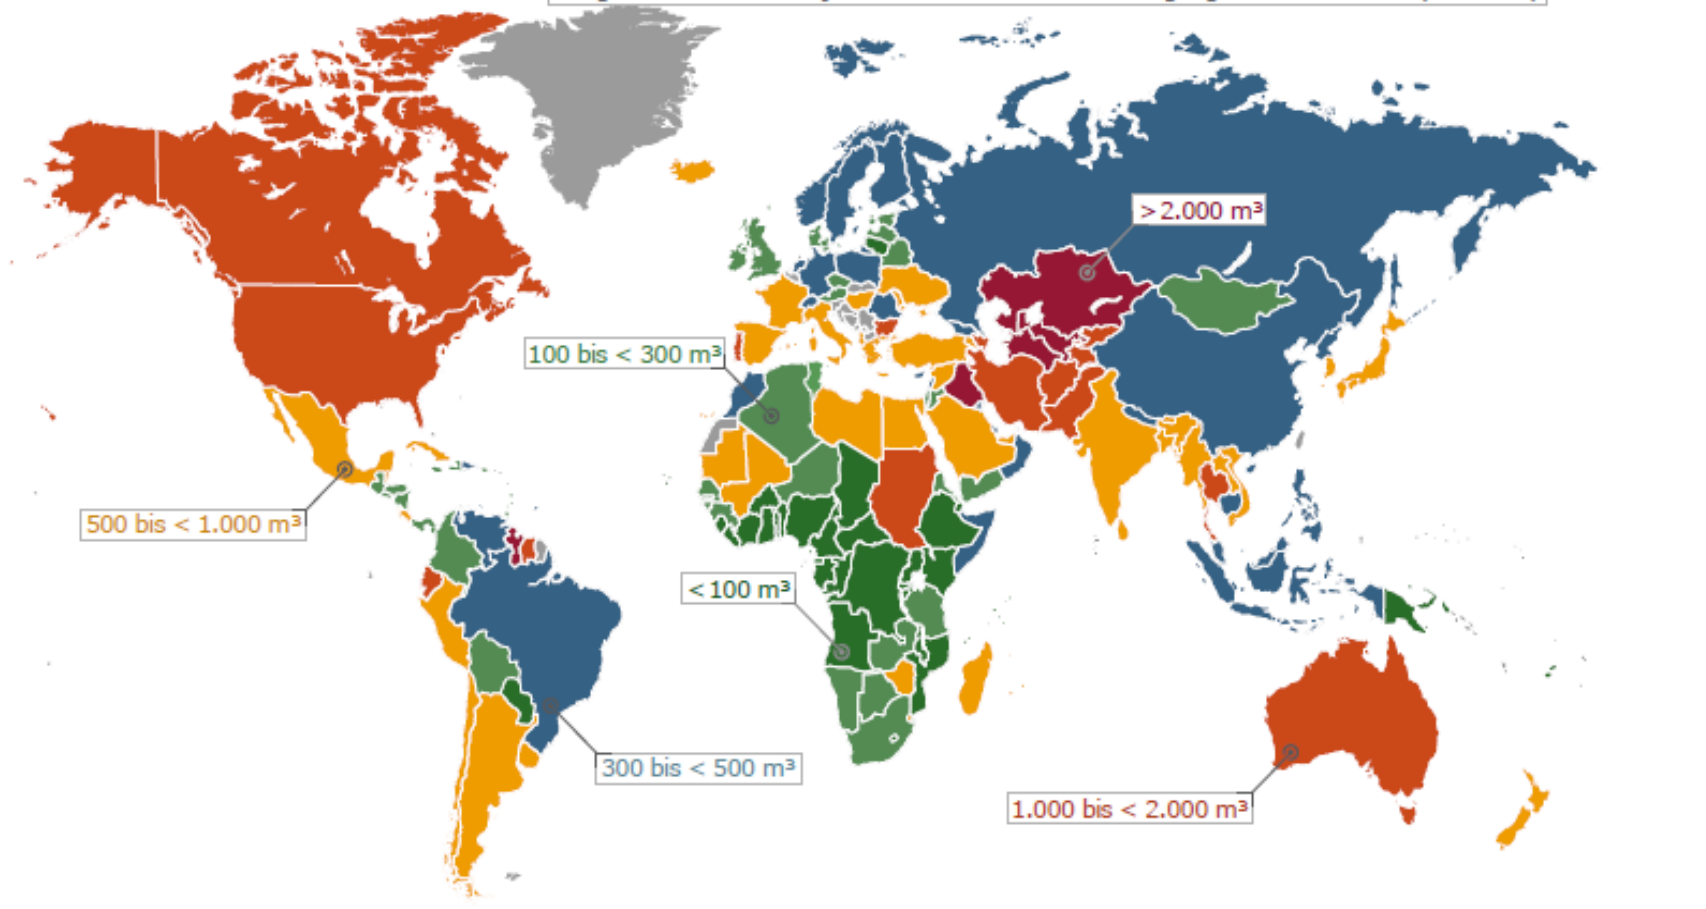 > 2.000 m³
100 bis < 300 m³
500 bis < 1.000 m³
< 100 m³
300 bis < 500 m³
1.000 bis < 2.000 m³